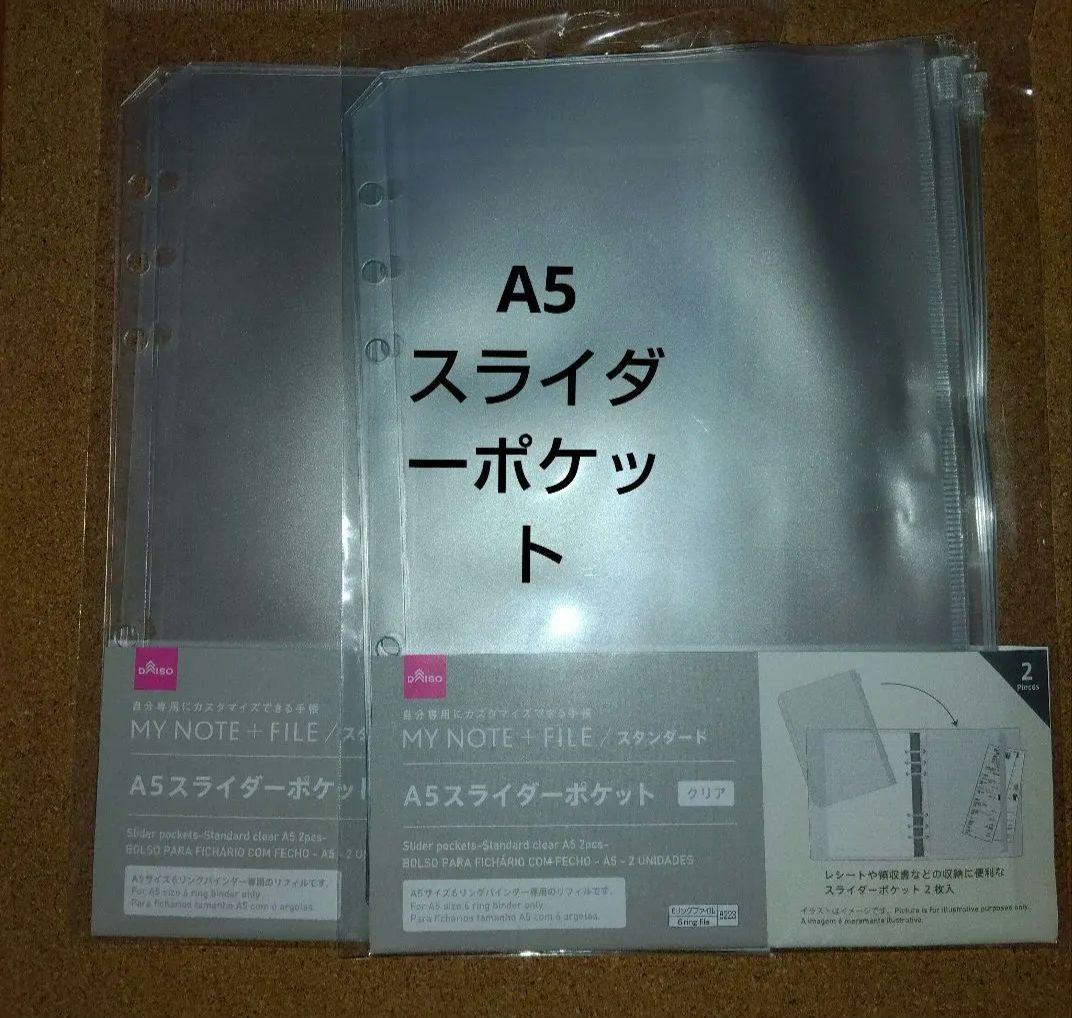 A5
スライダ
ーポケッ
ト
DAISO
自分専用にカスタマイズできる手帳
MY NOTE + FILE / スタ
A5スライダーポケッ
Slider pockets-Standard clear A5 2pcs-
BOLSO PARA FICHÁRIO COM FECHO - A5 - 2 U
A5サイズ6リングバインダー専用のリフィルです。
For A5 size 6 ring binder only.
Para fichários tamanho A5 com 6 argolas.
DAISO
自分専用にカスタマイズできる手帳
MY NOTE + FILE / スタンダード
A5スライダーポケット クリア
Slider pockets-Standard clear A5 2pcs-
BOLSO PARA FICHÁRIO COM FECHO - A5 - 2 UNIDADES
A5サイズ6リングバインダー専用のリフィルです。
For A5 size 6 ring binder only.
Para fichários tamanho A5 com 6 argolas.
6リングファイル
6 ring file
2
Pieces
レシートや領収書などの収納に便利な
スライダーポケット2枚入
イラストはイメージです。 Picture is for illustrative purposes only.
A imagem é meramente illustrativa.